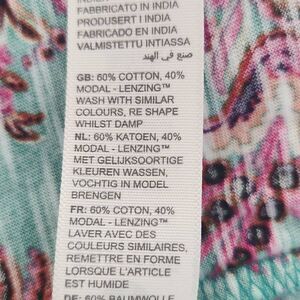 FABBRICATO IN INDIA
PRODUSERT I INDIA
FABRICADO EN INDIA
VALMISTETTU INTIASSA
صنع في الهند
GB: 60% COTTON, 40%
MODAL - LENZING™
WASH WITH SIMILAR
COLOURS, RE SHAPE
WHILST DAMP
NL: 60% KATOEN, 40%
MODAL - LENZING™
MET GELIJKSOORTIGE
KLEUREN WASSEN,
VOCHTIG IN MODEL
BRENGEN
FR: 60% COTON, 40%
MODAL - LENZING™
LAVER AVEC DES
COULEURS SIMILAIRES,
REMETTRE EN FORME
LORSQUE L'ARTICLE
EST HUMIDE
DE: 60% BAUMWOLLE